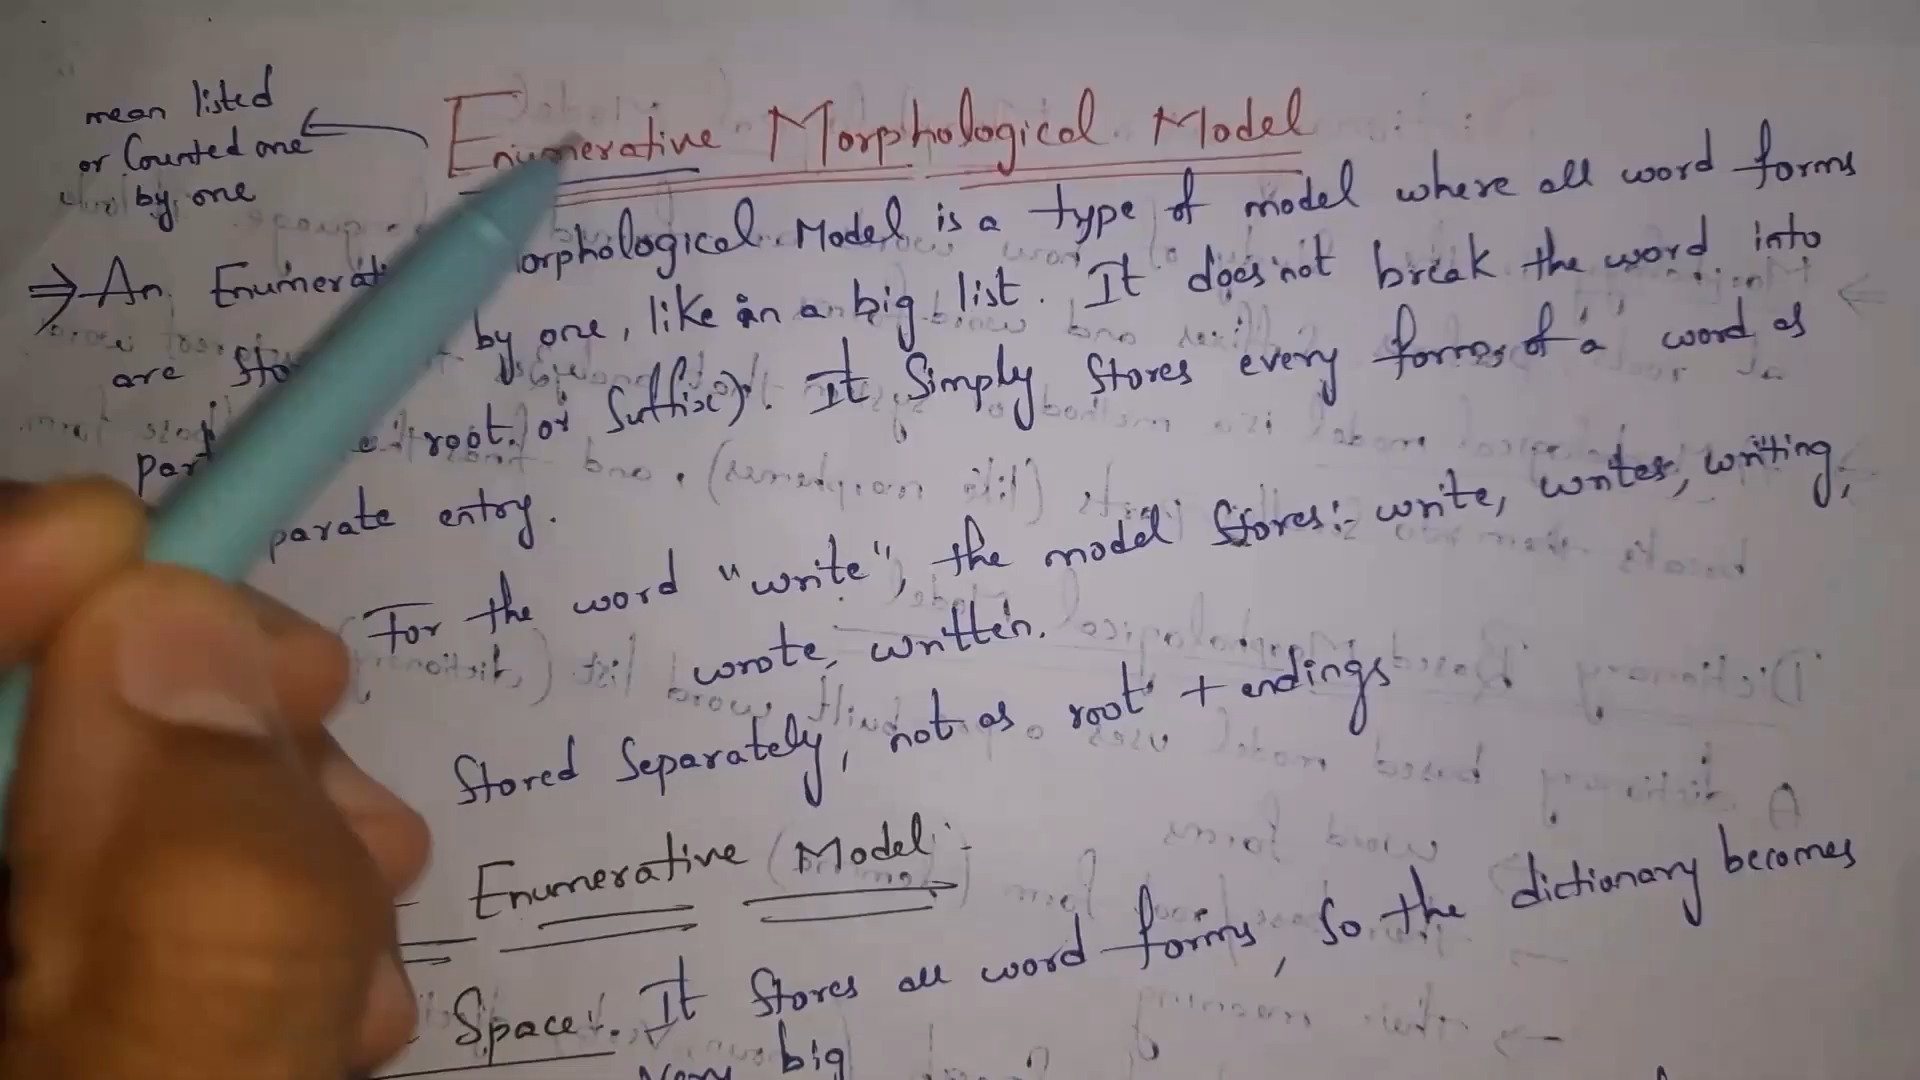 mean listed
or Counted one
by one
Enumerative Morphological Model
⇒ An Enumerat orphological Model is a type of model where all word forms
are Sto by one, like in a big list. It does not break the word into
part root. or Suffix). It Simply Stores every forms of a word as
parate entry.
For the word "write", the model Stores:- write, writes, writing,
wrote, written.
Stored Separately, not as root + endings
Enumerative Model:-
Space:. It Stores all word forms, So the dictionary becomes
Very big